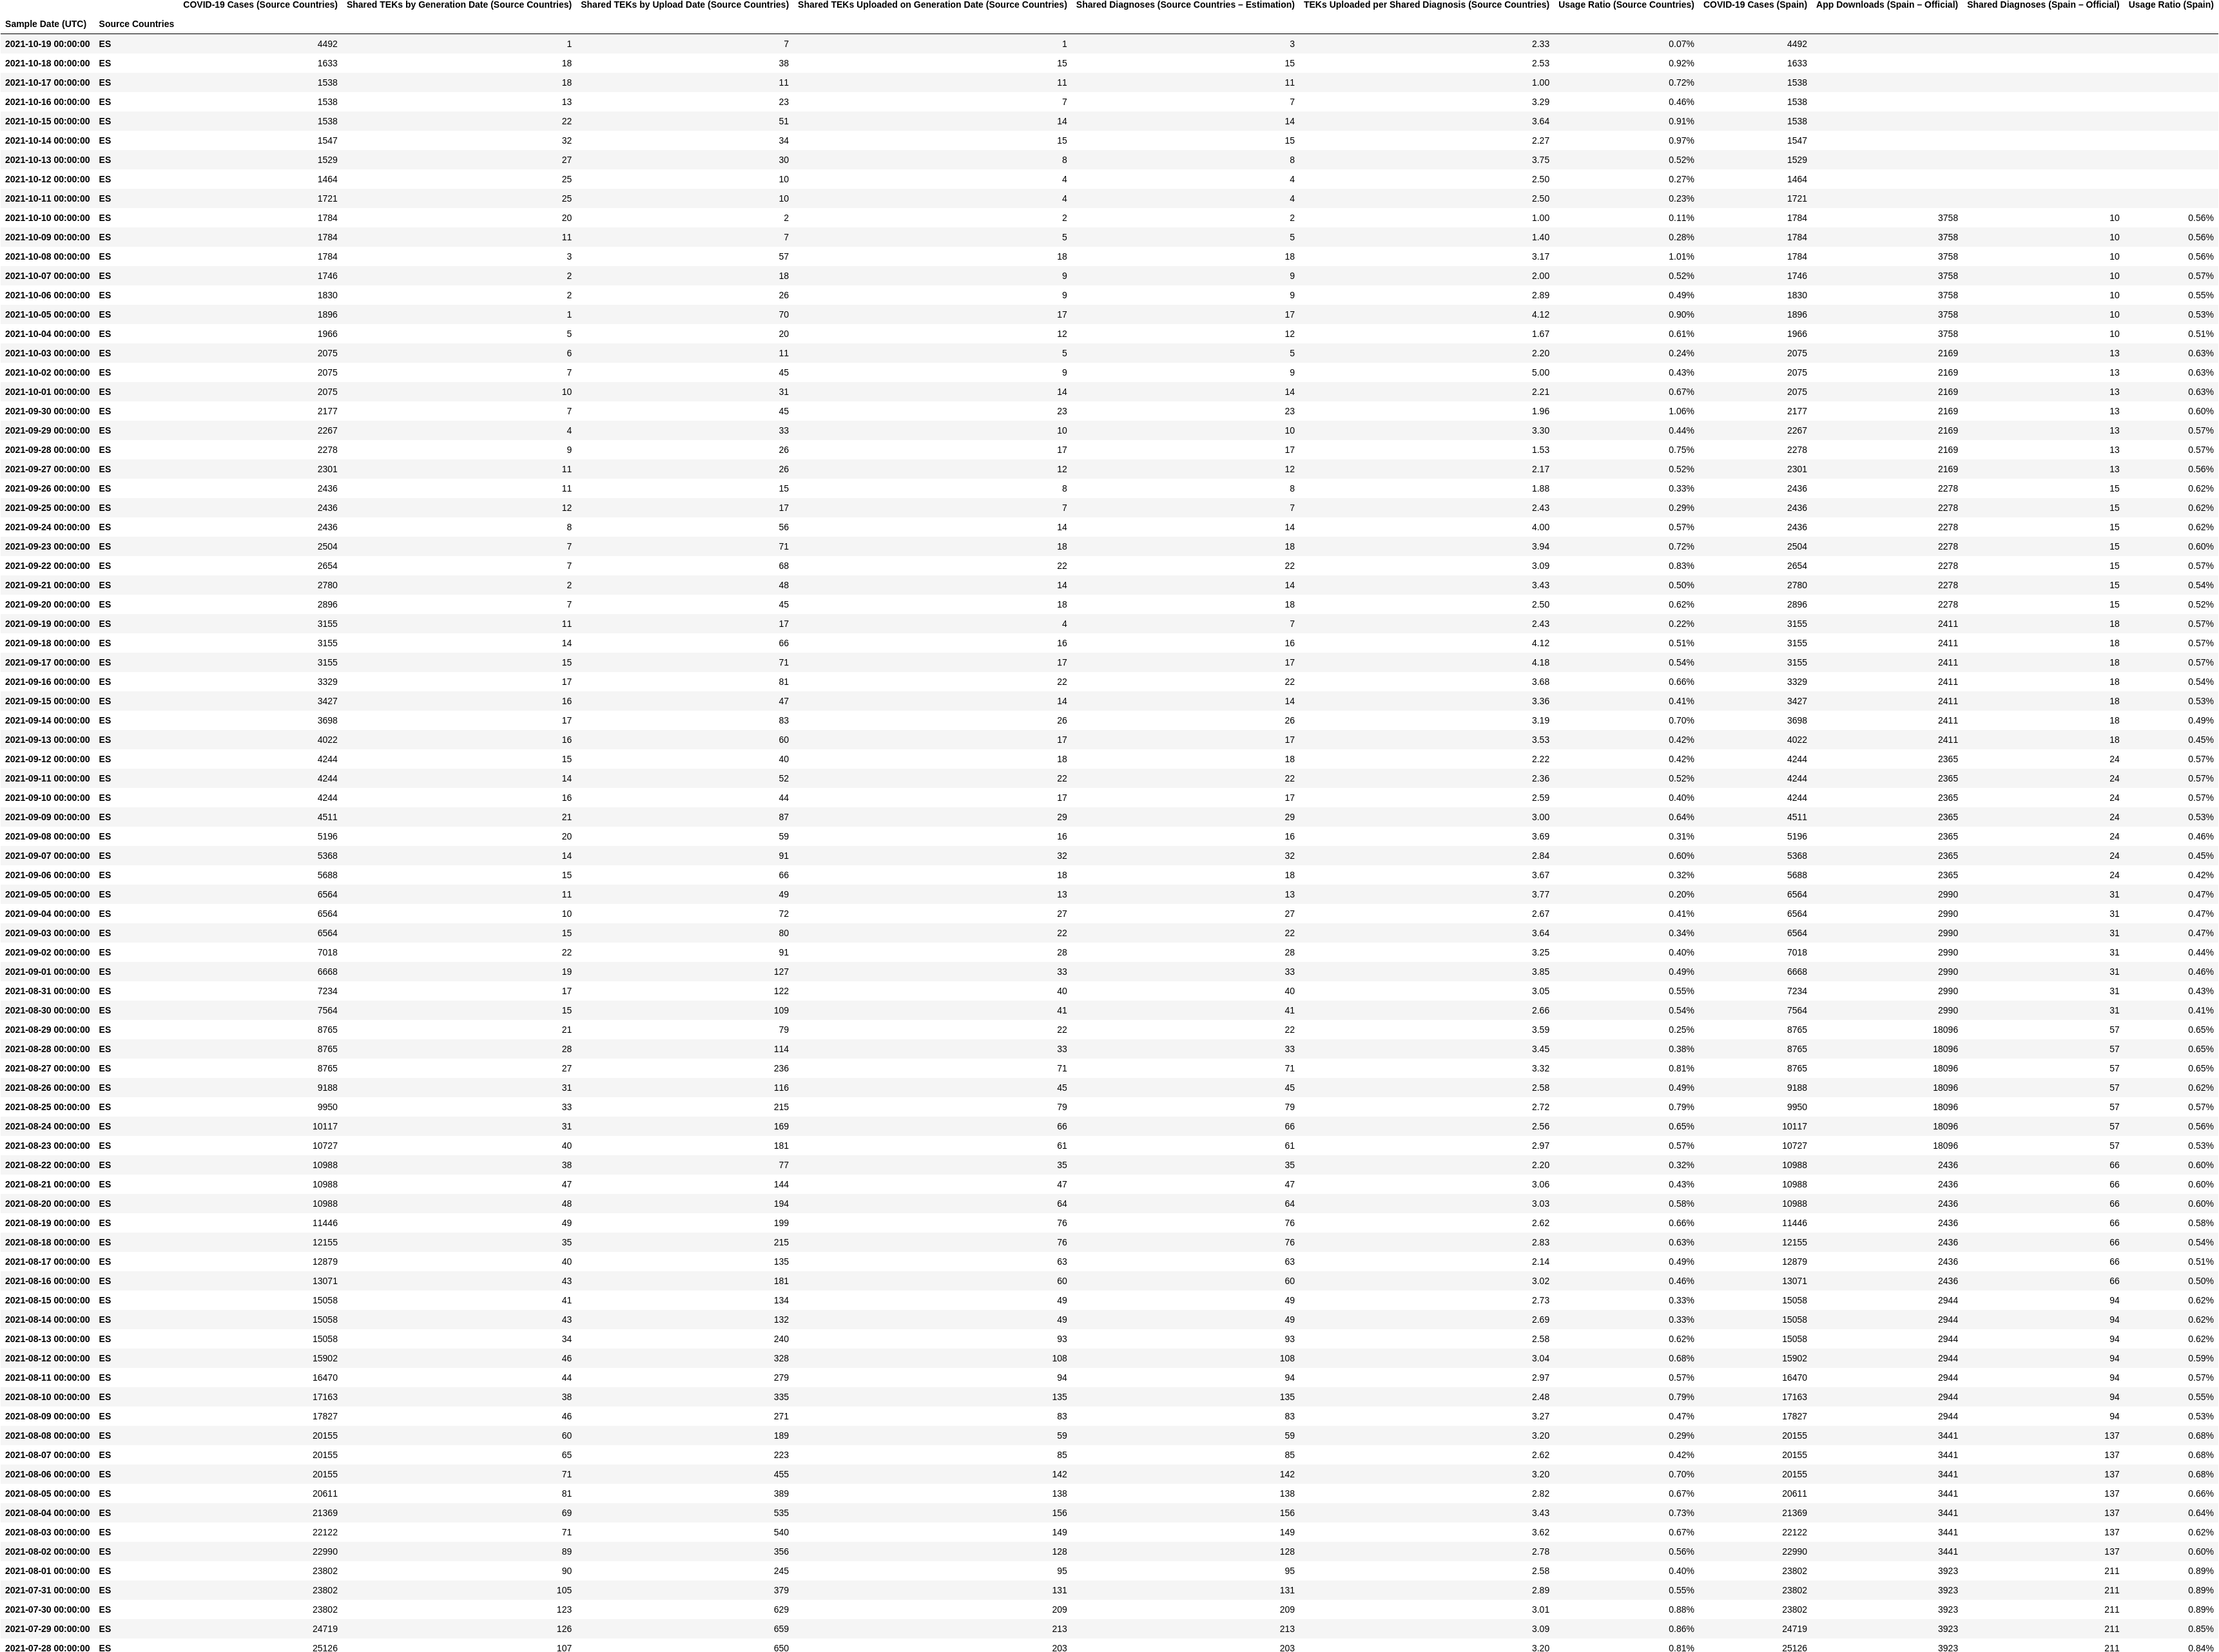 COVID-19 Cases (Source Countries) Shared TEKs by Generation Date (Source Countries) Shared TEKs by Upload Date (Source Countries) Shared TEKs Uploaded on Generation Date (Source Countries) Shared Diagnoses (Source Countries – Estimation) TEKs Uploaded per Shared Diagnosis (Source Countries) Usage Ratio (Source Countries) COVID-19 Cases (Spain) App Downloads (Spain – Official) Shared Diagnoses (Spain – Official) Usage Ratio (Spain)
Sample Date (UTC) Source Countries
2021-10-19 00:00:00 ES 4492 1 7 1 3 2.33 0.07% 4492
2021-10-18 00:00:00 ES 1633 18 38 15 15 2.53 0.92% 1633
2021-10-17 00:00:00 ES 1538 18 11 11 11 1.00 0.72% 1538
2021-10-16 00:00:00 ES 1538 13 23 7 7 3.29 0.46% 1538
2021-10-15 00:00:00 ES 1538 22 51 14 14 3.64 0.91% 1538
2021-10-14 00:00:00 ES 1547 32 34 15 15 2.27 0.97% 1547
2021-10-13 00:00:00 ES 1529 27 30 8 8 3.75 0.52% 1529
2021-10-12 00:00:00 ES 1464 25 10 4 4 2.50 0.27% 1464
2021-10-11 00:00:00 ES 1721 25 10 4 4 2.50 0.23% 1721
2021-10-10 00:00:00 ES 1784 20 2 2 2 1.00 0.11% 1784 3758 10 0.56%
2021-10-09 00:00:00 ES 1784 11 7 5 5 1.40 0.28% 1784 3758 10 0.56%
2021-10-08 00:00:00 ES 1784 3 57 18 18 3.17 1.01% 1784 3758 10 0.56%
2021-10-07 00:00:00 ES 1746 2 18 9 9 2.00 0.52% 1746 3758 10 0.57%
2021-10-06 00:00:00 ES 1830 2 26 9 9 2.89 0.49% 1830 3758 10 0.55%
2021-10-05 00:00:00 ES 1896 1 70 17 17 4.12 0.90% 1896 3758 10 0.53%
2021-10-04 00:00:00 ES 1966 5 20 12 12 1.67 0.61% 1966 3758 10 0.51%
2021-10-03 00:00:00 ES 2075 6 11 5 5 2.20 0.24% 2075 2169 13 0.63%
2021-10-02 00:00:00 ES 2075 7 45 9 9 5.00 0.43% 2075 2169 13 0.63%
2021-10-01 00:00:00 ES 2075 10 31 14 14 2.21 0.67% 2075 2169 13 0.63%
2021-09-30 00:00:00 ES 2177 7 45 23 23 1.96 1.06% 2177 2169 13 0.60%
2021-09-29 00:00:00 ES 2267 4 33 10 10 3.30 0.44% 2267 2169 13 0.57%
2021-09-28 00:00:00 ES 2278 9 26 17 17 1.53 0.75% 2278 2169 13 0.57%
2021-09-27 00:00:00 ES 2301 11 26 12 12 2.17 0.52% 2301 2169 13 0.56%
2021-09-26 00:00:00 ES 2436 11 15 8 8 1.88 0.33% 2436 2278 15 0.62%
2021-09-25 00:00:00 ES 2436 12 17 7 7 2.43 0.29% 2436 2278 15 0.62%
2021-09-24 00:00:00 ES 2436 8 56 14 14 4.00 0.57% 2436 2278 15 0.62%
2021-09-23 00:00:00 ES 2504 7 71 18 18 3.94 0.72% 2504 2278 15 0.60%
2021-09-22 00:00:00 ES 2654 7 68 22 22 3.09 0.83% 2654 2278 15 0.57%
2021-09-21 00:00:00 ES 2780 2 48 14 14 3.43 0.50% 2780 2278 15 0.54%
2021-09-20 00:00:00 ES 2896 7 45 18 18 2.50 0.62% 2896 2278 15 0.52%
2021-09-19 00:00:00 ES 3155 11 17 4 7 2.43 0.22% 3155 2411 18 0.57%
2021-09-18 00:00:00 ES 3155 14 66 16 16 4.12 0.51% 3155 2411 18 0.57%
2021-09-17 00:00:00 ES 3155 15 71 17 17 4.18 0.54% 3155 2411 18 0.57%
2021-09-16 00:00:00 ES 3329 17 81 22 22 3.68 0.66% 3329 2411 18 0.54%
2021-09-15 00:00:00 ES 3427 16 47 14 14 3.36 0.41% 3427 2411 18 0.53%
2021-09-14 00:00:00 ES 3698 17 83 26 26 3.19 0.70% 3698 2411 18 0.49%
2021-09-13 00:00:00 ES 4022 16 60 17 17 3.53 0.42% 4022 2411 18 0.45%
2021-09-12 00:00:00 ES 4244 15 40 18 18 2.22 0.42% 4244 2365 24 0.57%
2021-09-11 00:00:00 ES 4244 14 52 22 22 2.36 0.52% 4244 2365 24 0.57%
2021-09-10 00:00:00 ES 4244 16 44 17 17 2.59 0.40% 4244 2365 24 0.57%
2021-09-09 00:00:00 ES 4511 21 87 29 29 3.00 0.64% 4511 2365 24 0.53%
2021-09-08 00:00:00 ES 5196 20 59 16 16 3.69 0.31% 5196 2365 24 0.46%
2021-09-07 00:00:00 ES 5368 14 91 32 32 2.84 0.60% 5368 2365 24 0.45%
2021-09-06 00:00:00 ES 5688 15 66 18 18 3.67 0.32% 5688 2365 24 0.42%
2021-09-05 00:00:00 ES 6564 11 49 13 13 3.77 0.20% 6564 2990 31 0.47%
2021-09-04 00:00:00 ES 6564 10 72 27 27 2.67 0.41% 6564 2990 31 0.47%
2021-09-03 00:00:00 ES 6564 15 80 22 22 3.64 0.34% 6564 2990 31 0.47%
2021-09-02 00:00:00 ES 7018 22 91 28 28 3.25 0.40% 7018 2990 31 0.44%
2021-09-01 00:00:00 ES 6668 19 127 33 33 3.85 0.49% 6668 2990 31 0.46%
2021-08-31 00:00:00 ES 7234 17 122 40 40 3.05 0.55% 7234 2990 31 0.43%
2021-08-30 00:00:00 ES 7564 15 109 41 41 2.66 0.54% 7564 2990 31 0.41%
2021-08-29 00:00:00 ES 8765 21 79 22 22 3.59 0.25% 8765 18096 57 0.65%
2021-08-28 00:00:00 ES 8765 28 114 33 33 3.45 0.38% 8765 18096 57 0.65%
2021-08-27 00:00:00 ES 8765 27 236 71 71 3.32 0.81% 8765 18096 57 0.65%
2021-08-26 00:00:00 ES 9188 31 116 45 45 2.58 0.49% 9188 18096 57 0.62%
2021-08-25 00:00:00 ES 9950 33 215 79 79 2.72 0.79% 9950 18096 57 0.57%
2021-08-24 00:00:00 ES 10117 31 169 66 66 2.56 0.65% 10117 18096 57 0.56%
2021-08-23 00:00:00 ES 10727 40 181 61 61 2.97 0.57% 10727 18096 57 0.53%
2021-08-22 00:00:00 ES 10988 38 77 35 35 2.20 0.32% 10988 2436 66 0.60%
2021-08-21 00:00:00 ES 10988 47 144 47 47 3.06 0.43% 10988 2436 66 0.60%
2021-08-20 00:00:00 ES 10988 48 194 64 64 3.03 0.58% 10988 2436 66 0.60%
2021-08-19 00:00:00 ES 11446 49 199 76 76 2.62 0.66% 11446 2436 66 0.58%
2021-08-18 00:00:00 ES 12155 35 215 76 76 2.83 0.63% 12155 2436 66 0.54%
2021-08-17 00:00:00 ES 12879 40 135 63 63 2.14 0.49% 12879 2436 66 0.51%
2021-08-16 00:00:00 ES 13071 43 181 60 60 3.02 0.46% 13071 2436 66 0.50%
2021-08-15 00:00:00 ES 15058 41 134 49 49 2.73 0.33% 15058 2944 94 0.62%
2021-08-14 00:00:00 ES 15058 43 132 49 49 2.69 0.33% 15058 2944 94 0.62%
2021-08-13 00:00:00 ES 15058 34 240 93 93 2.58 0.62% 15058 2944 94 0.62%
2021-08-12 00:00:00 ES 15902 46 328 108 108 3.04 0.68% 15902 2944 94 0.59%
2021-08-11 00:00:00 ES 16470 44 279 94 94 2.97 0.57% 16470 2944 94 0.57%
2021-08-10 00:00:00 ES 17163 38 335 135 135 2.48 0.79% 17163 2944 94 0.55%
2021-08-09 00:00:00 ES 17827 46 271 83 83 3.27 0.47% 17827 2944 94 0.53%
2021-08-08 00:00:00 ES 20155 60 189 59 59 3.20 0.29% 20155 3441 137 0.68%
2021-08-07 00:00:00 ES 20155 65 223 85 85 2.62 0.42% 20155 3441 137 0.68%
2021-08-06 00:00:00 ES 20155 71 455 142 142 3.20 0.70% 20155 3441 137 0.68%
2021-08-05 00:00:00 ES 20611 81 389 138 138 2.82 0.67% 20611 3441 137 0.66%
2021-08-04 00:00:00 ES 21369 69 535 156 156 3.43 0.73% 21369 3441 137 0.64%
2021-08-03 00:00:00 ES 22122 71 540 149 149 3.62 0.67% 22122 3441 137 0.62%
2021-08-02 00:00:00 ES 22990 89 356 128 128 2.78 0.56% 22990 3441 137 0.60%
2021-08-01 00:00:00 ES 23802 90 245 95 95 2.58 0.40% 23802 3923 211 0.89%
2021-07-31 00:00:00 ES 23802 105 379 131 131 2.89 0.55% 23802 3923 211 0.89%
2021-07-30 00:00:00 ES 23802 123 629 209 209 3.01 0.88% 23802 3923 211 0.89%
2021-07-29 00:00:00 ES 24719 126 659 213 213 3.09 0.86% 24719 3923 211 0.85%
2021-07-28 00:00:00 ES 25126 107 650 203 203 3.20 0.81% 25126 3923 211 0.84%